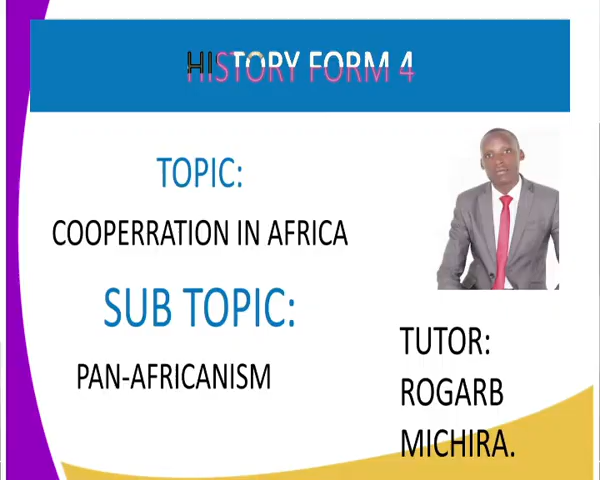 HISTORY FORM 4
TOPIC:
COOPERRATION IN AFRICA
SUB TOPIC:
PAN-AFRICANISM
TUTOR:
ROGARB
MICHIRA.